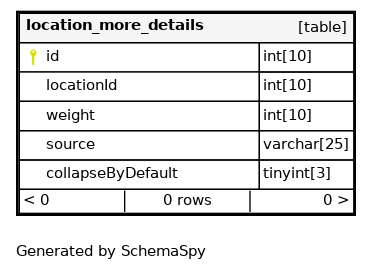 location_more_details [table]
id int[10]
locationId int[10]
weight int[10]
source varchar[25]
collapseByDefault tinyint[3]
< 0 0 rows 0 >
Generated by SchemaSpy